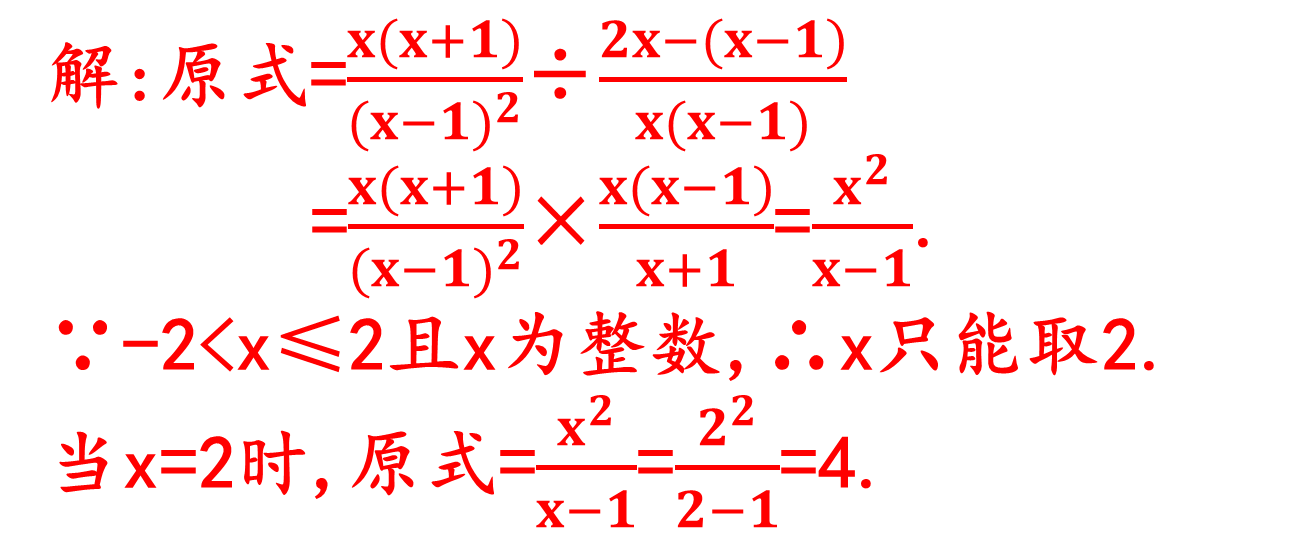 解:原式=x(x+1)/(x−1)²÷2x−(x−1)/x(x−1)
=x(x+1)/(x−1)²×x(x−1)/x+1=x²/x−1.
∵−2<x≤2且x为整数,∴x只能取2.
当x=2时,原式=x²/x−1=2²/2−1=4.